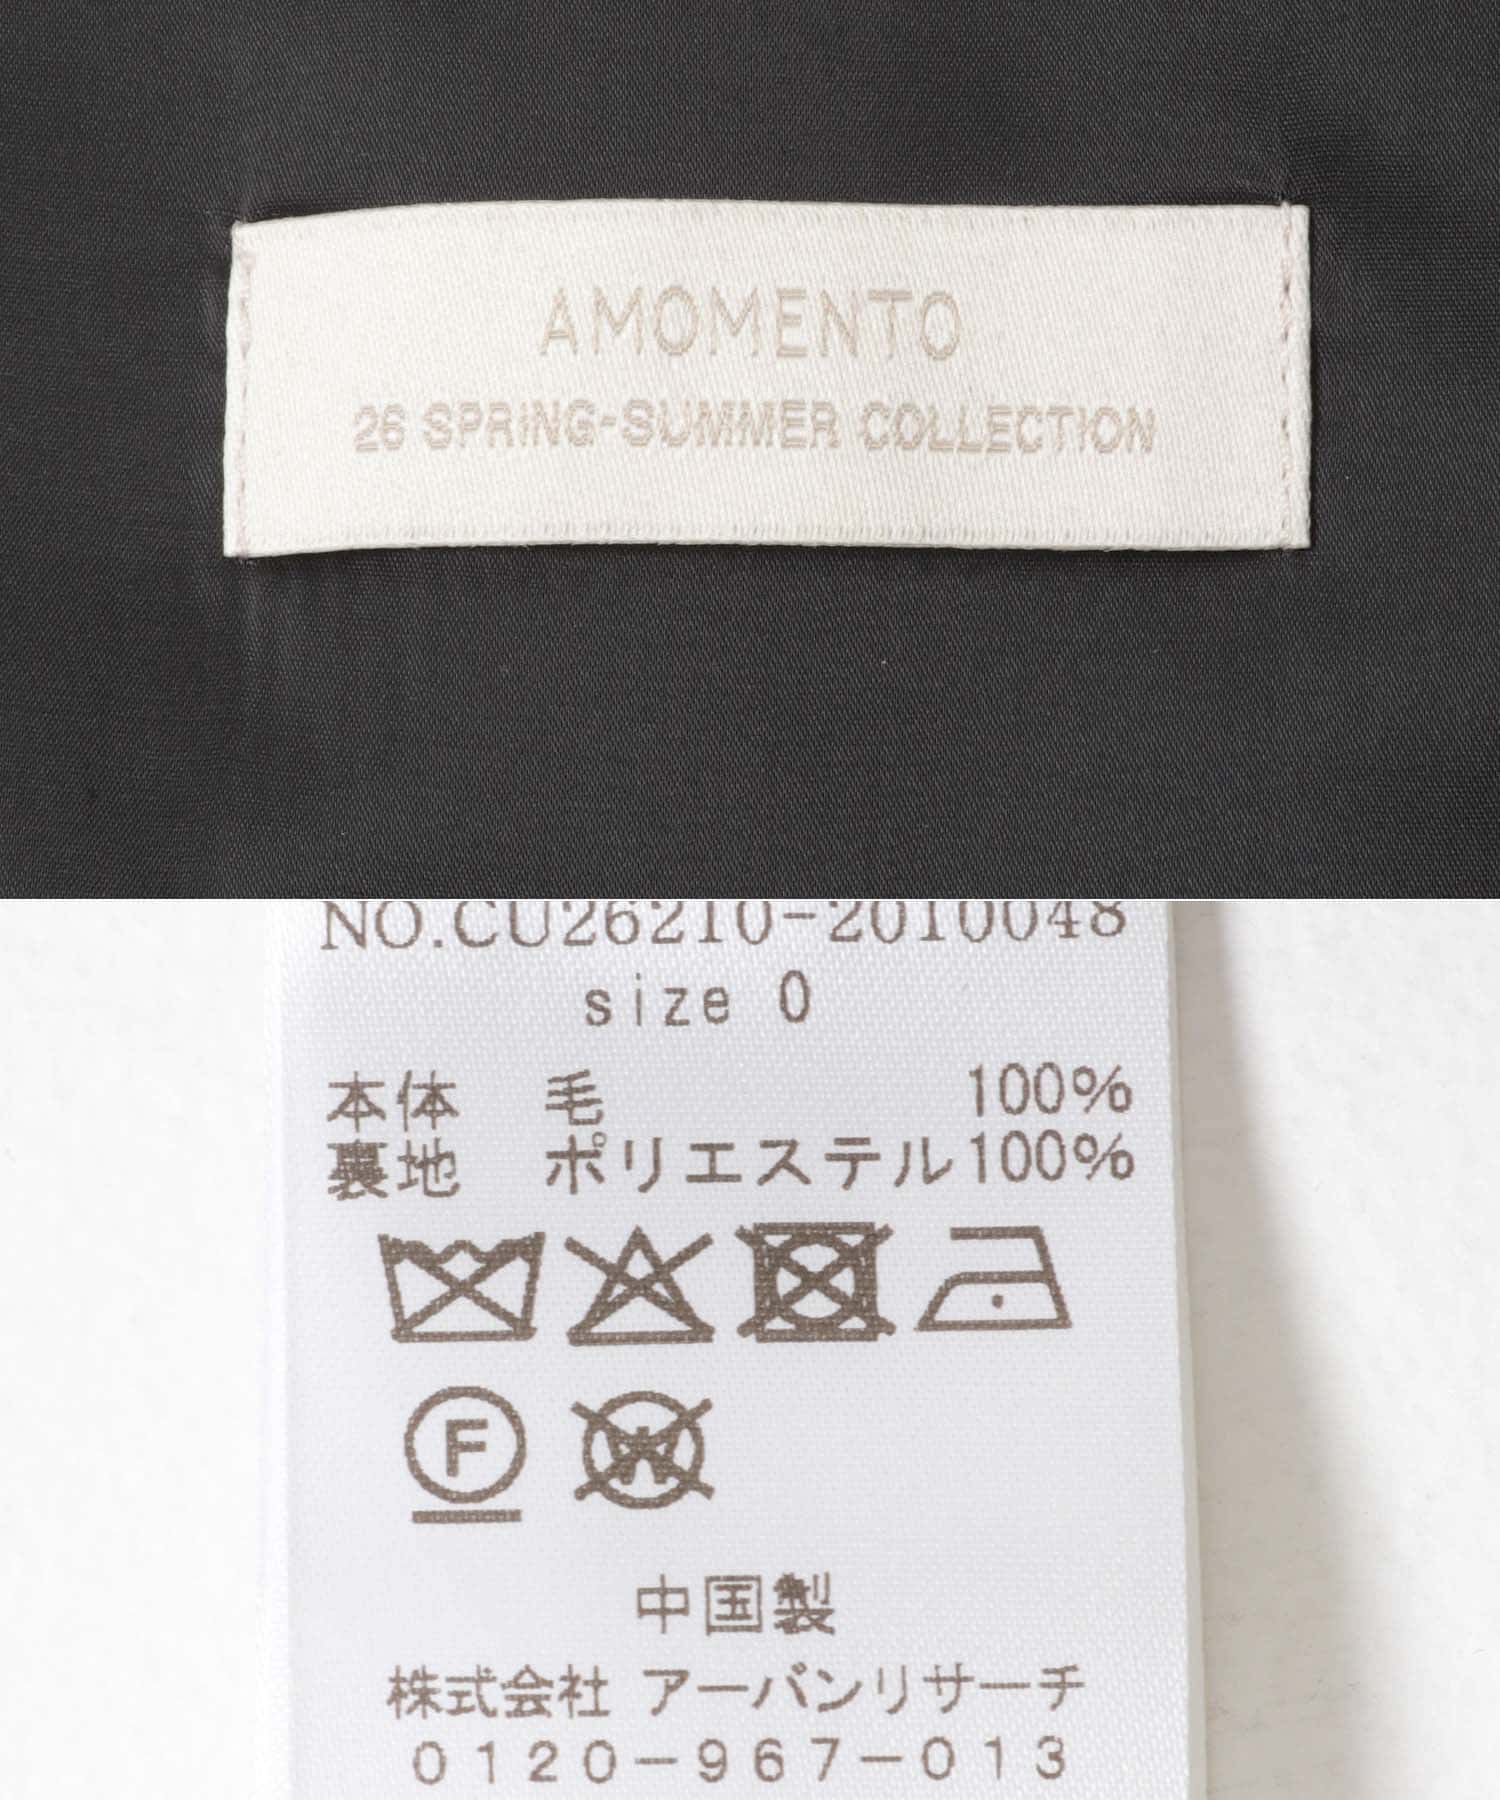 AMOMENTO
26 SPRiNG-SUMMER COLLECTION
NO.CU26210-2010048
size 0
本体 毛 100%
裏地 ポリエステル100%
F
W
中国製
株式会社 アーバンリサーチ
0120-967-013